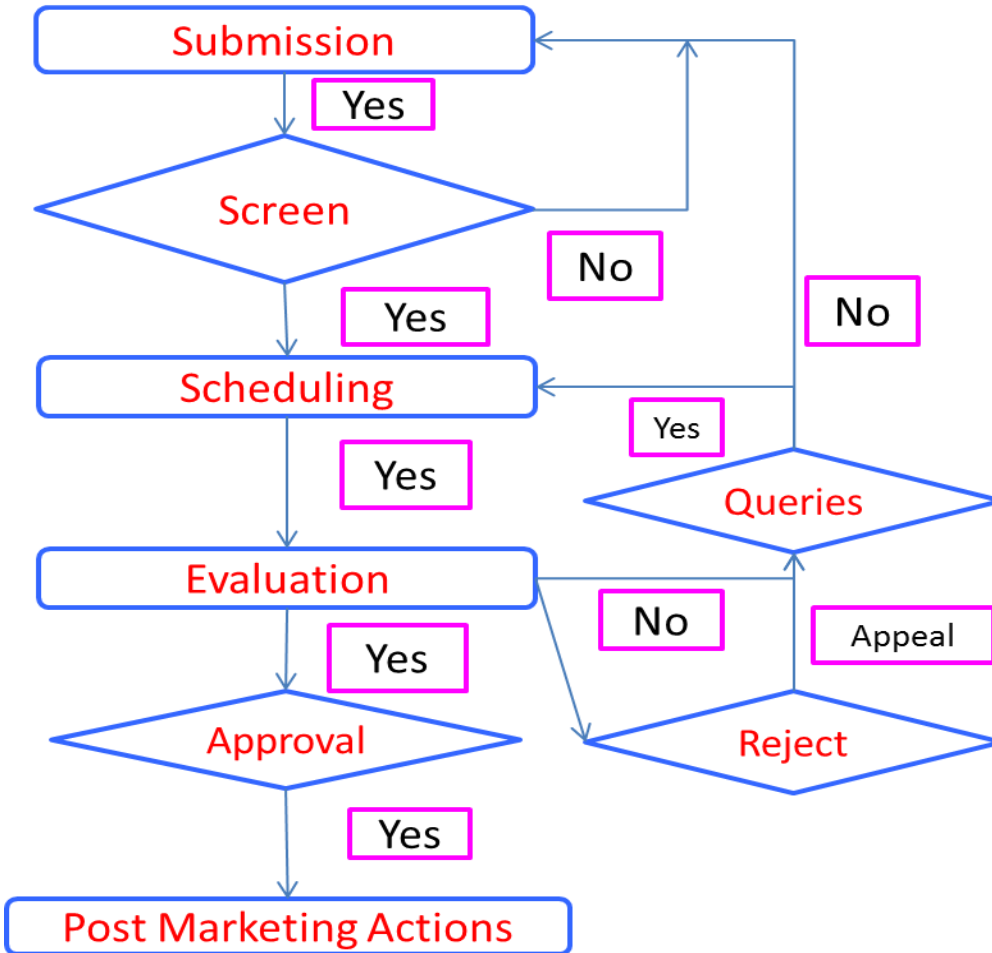 Submission
Yes
Screen
No
Yes
No
Scheduling
Yes
Yes
Queries
Evaluation
No
Appeal
Yes
Approval
Reject
Yes
Post Marketing Actions